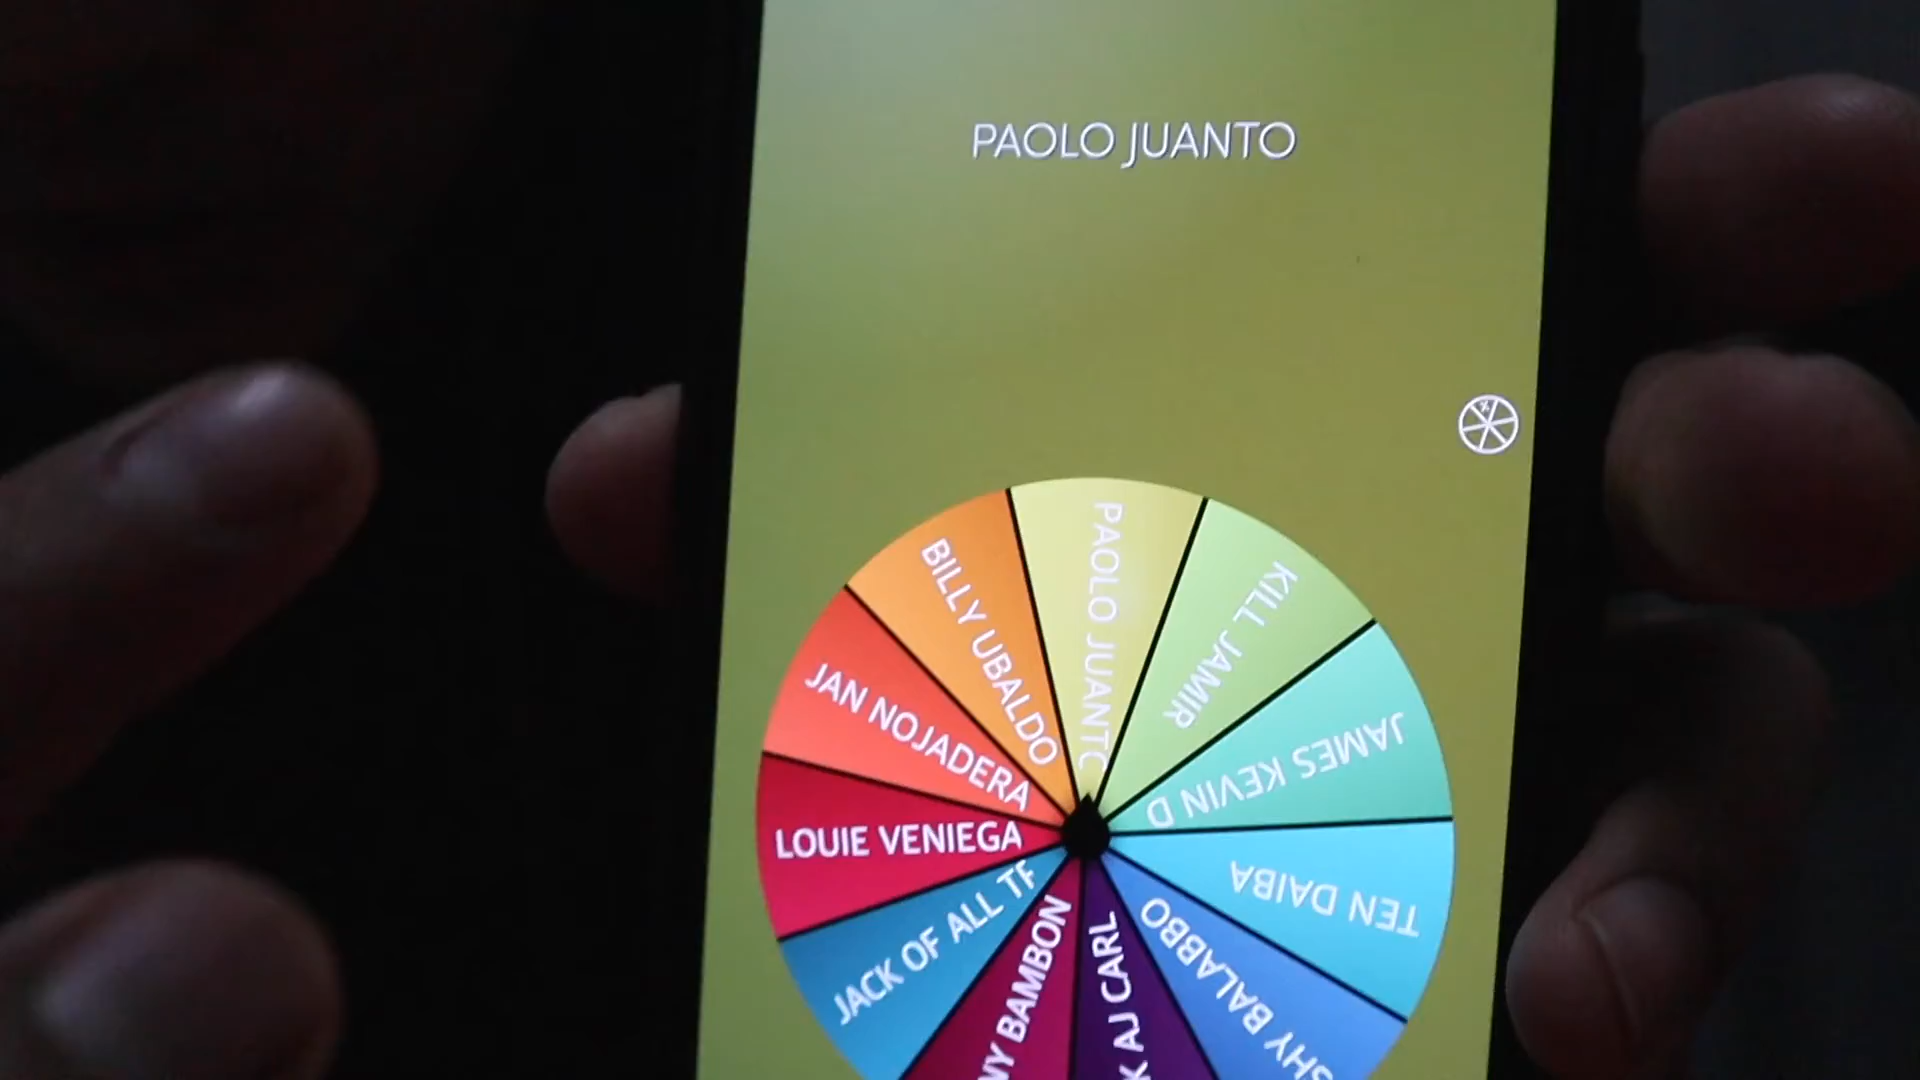 PAOLO JUANTO
PAOLO JUANTO
KILL JAMIR
JAMES KEVIN D
TEN DAIBA
BALABBO
AJ CARL
BAMBON
JACK OF ALL
LOUIE VENIEGA
JAN NOJADERA
BILLY UBALDO